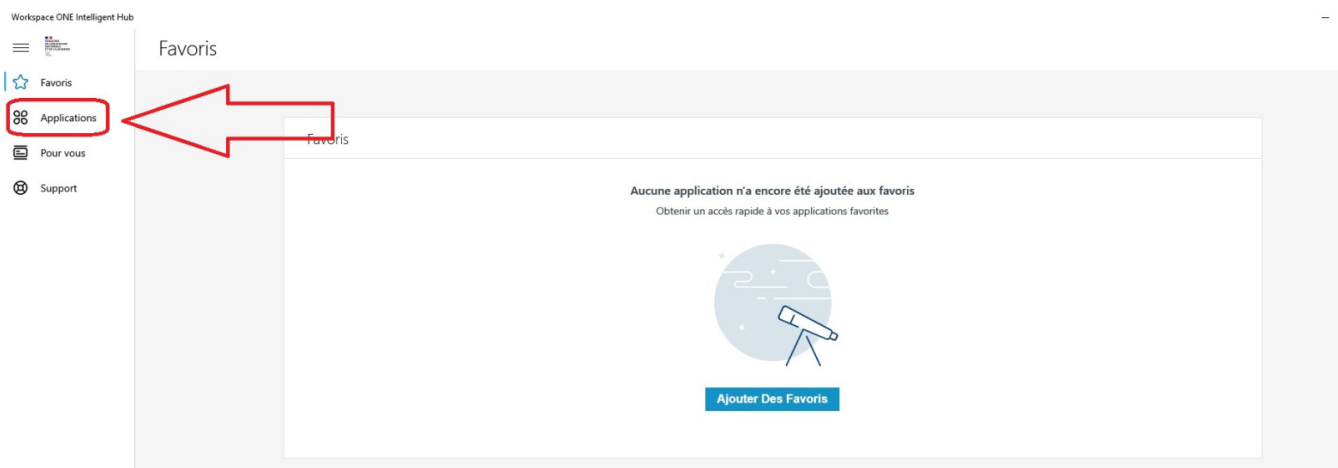 Workspace ONE Intelligent Hub
Favoris
Favoris
Applications
Pour vous
Support
Favoris
Aucune application n'a encore été ajoutée aux favoris
Obtenir un accès rapide à vos applications favorites
Ajouter Des Favoris